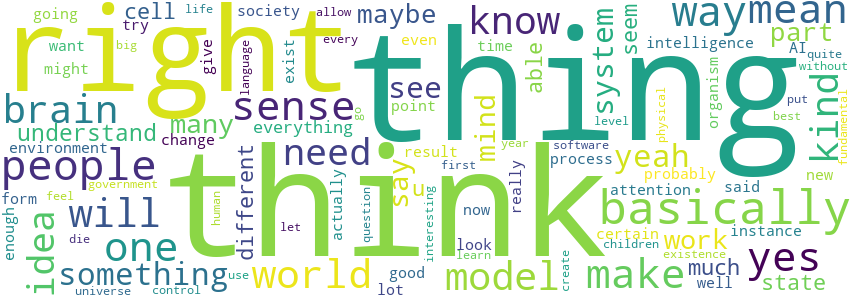 going
life
society
allow
know
way
mean
cell
try
maybe
want
big
every
even
time
seem
intelligence
part
might
right
give
language
exist
thing
able
system
AI
quite
without
brain
sense
see
point
organism
physical
put
best
kind
fundamental
understand
many
everything
go
mind
level
change
environment
need
result
year
software
process
yeah
new
people
think
say
u
first
really
probably
form
feel
government
different
actually
question
interesting
attention
said
enough
idea
will
human
let
now
basically
die
one
look
learn
certain
children
work
instance
existence
something
use
world
good
lot
model
create
make
much
well
yes
state
universe
control